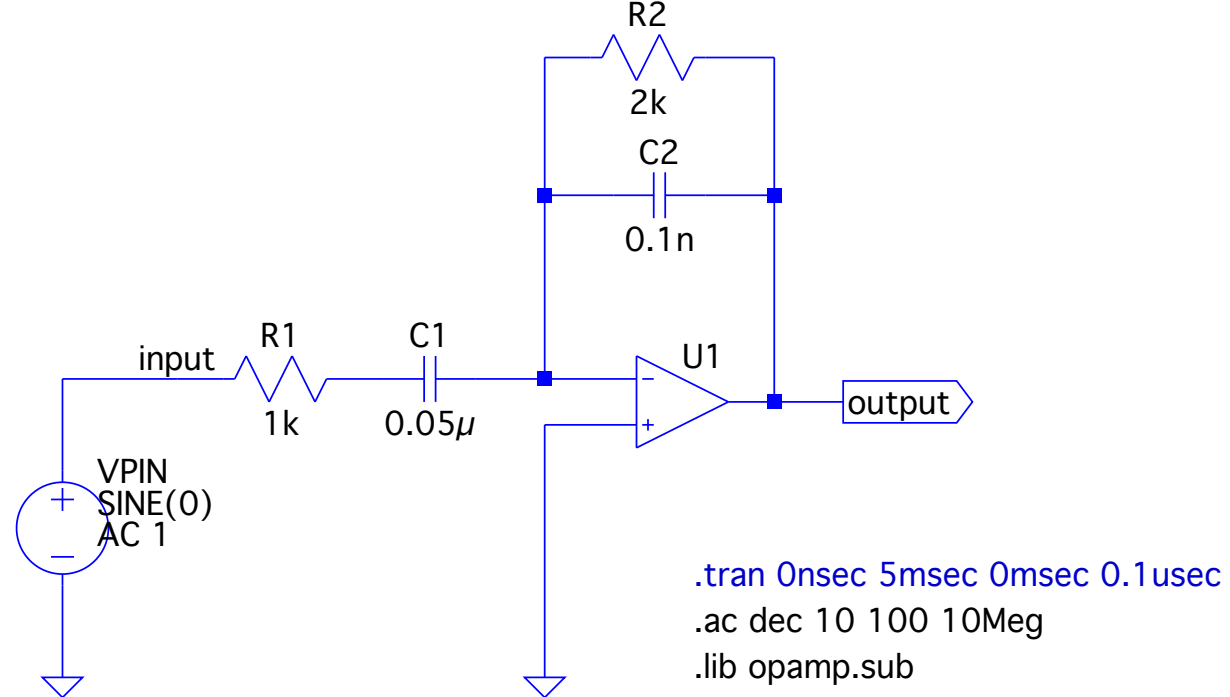 R2
2k
C2
0.1n
R1
C1
U1
input
1k
0.05µ
output
VPIN
SINE(0)
AC 1
.tran 0nsec 5msec 0msec 0.1usec
.ac dec 10 100 10Meg
.lib opamp.sub